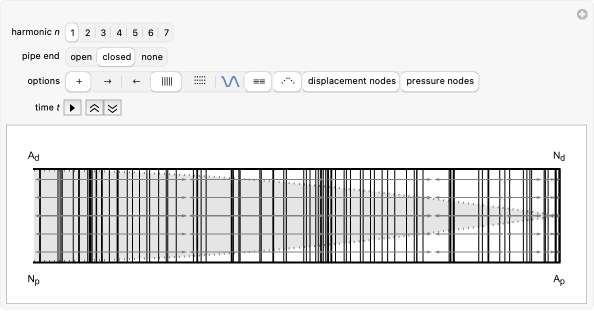 harmonic n 1 2 3 4 5 6 7
pipe end open closed none
options + → ← displacement nodes pressure nodes
time t
Ad Nd
Np Ap